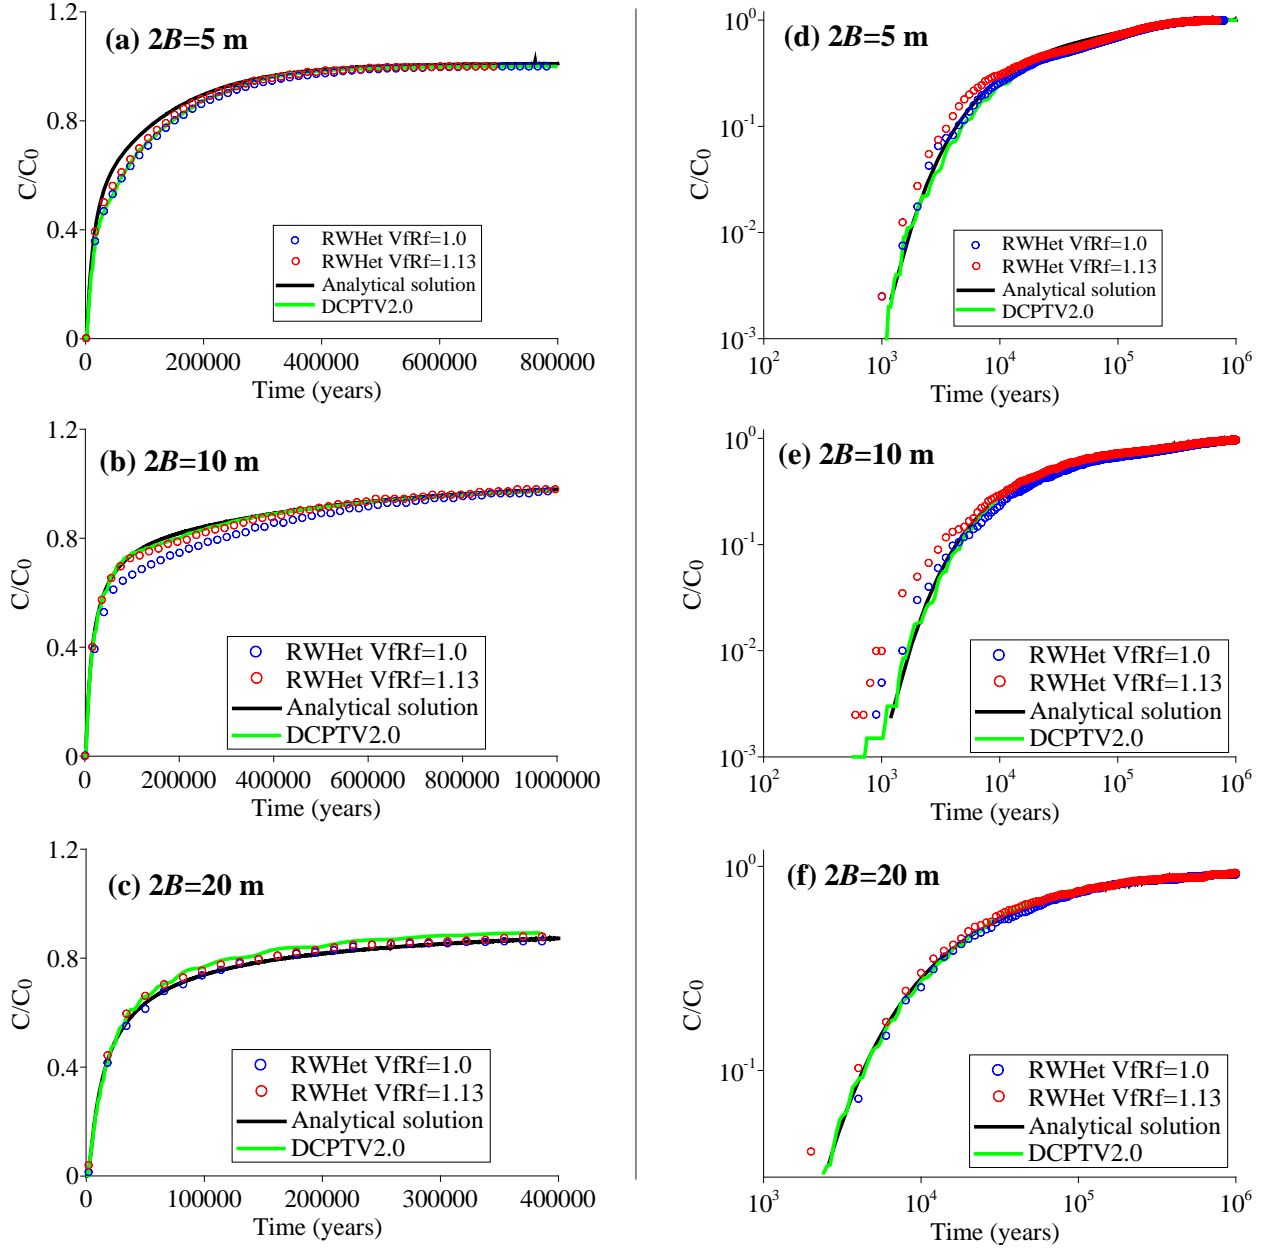 (a) 2B=5 m
1.2
0.8
0.4
0
C/C0
RWHet VfRf=1.0
RWHet VfRf=1.13
Analytical solution
DCPTV2.0
0 200000 400000 600000 800000
Time (years)
(b) 2B=10 m
1.2
0.8
0.4
0
C/C0
RWHet VfRf=1.0
RWHet VfRf=1.13
Analytical solution
DCPTV2.0
0 200000 400000 600000 800000 1000000
Time (years)
(c) 2B=20 m
1.2
0.8
0.4
0
C/C0
RWHet VfRf=1.0
RWHet VfRf=1.13
Analytical solution
DCPTV2.0
0 100000 200000 300000 400000
Time (years)
(d) 2B=5 m
10^0
10^-1
10^-2
10^-3
C/C0
RWHet VfRf=1.0
RWHet VfRf=1.13
Analytical solution
DCPTV2.0
10^2 10^3 10^4 10^5 10^6
Time (years)
(e) 2B=10 m
10^0
10^-1
10^-2
10^-3
C/C0
RWHet VfRf=1.0
RWHet VfRf=1.13
Analytical solution
DCPTV2.0
10^2 10^3 10^4 10^5 10^6
Time (years)
(f) 2B=20 m
10^0
10^-1
C/C0
RWHet VfRf=1.0
RWHet VfRf=1.13
Analytical solution
DCPTV2.0
10^3 10^4 10^5 10^6
Time (years)